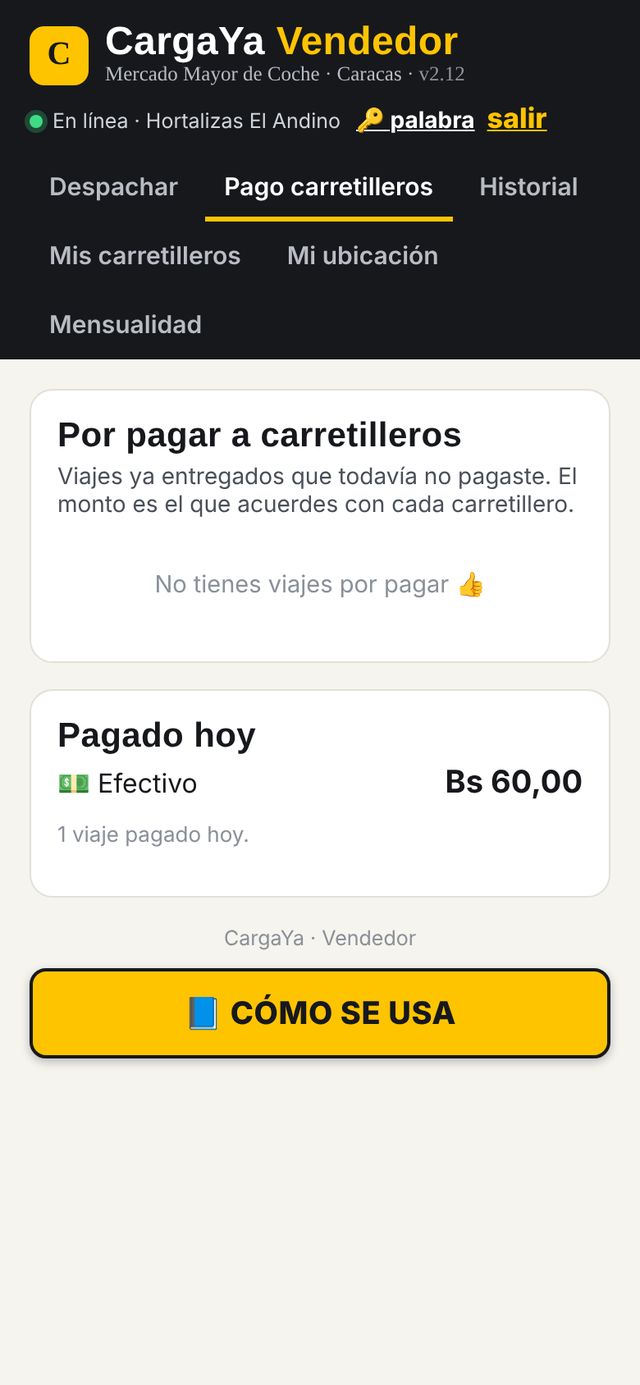 C
CargaYa Vendedor
Mercado Mayor de Coche · Caracas · v2.12
En línea · Hortalizas El Andino 🔑 palabra salir
Despachar Pago carretilleros Historial
Mis carretilleros Mi ubicación
Mensualidad
Por pagar a carretilleros
Viajes ya entregados que todavía no pagaste. El
monto es el que acuerdes con cada carretillero.
No tienes viajes por pagar 👍
Pagado hoy
💵 Efectivo Bs 60,00
1 viaje pagado hoy.
CargaYa · Vendedor
📘 CÓMO SE USA